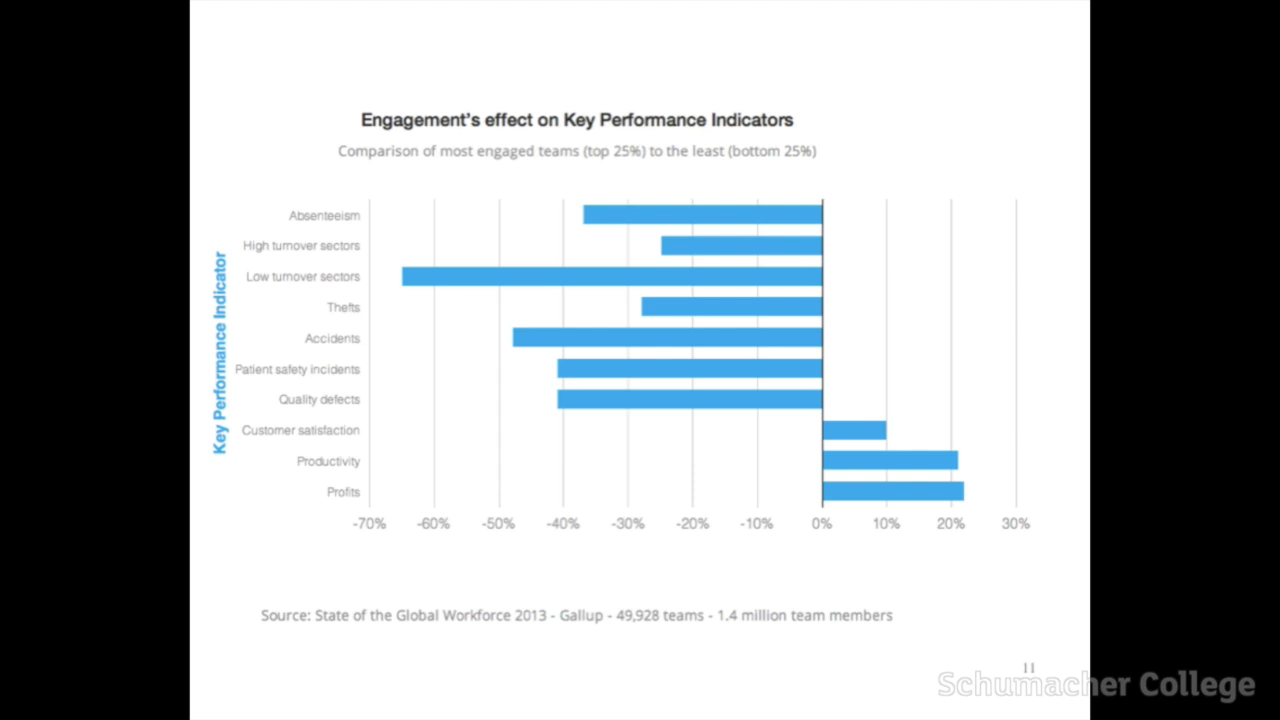 Engagement's effect on Key Performance Indicators
Comparison of most engaged teams (top 25%) to the least (bottom 25%)
Key Performance Indicator
Absenteeism
High turnover sectors
Low turnover sectors
Thefts
Accidents
Patient safety incidents
Quality defects
Customer satisfaction
Productivity
Profits
-70% -60% -50% -40% -30% -20% -10% 0% 10% 20% 30%
Source: State of the Global Workforce 2013 - Gallup - 49,928 teams - 1.4 million team members
11
Schumacher College